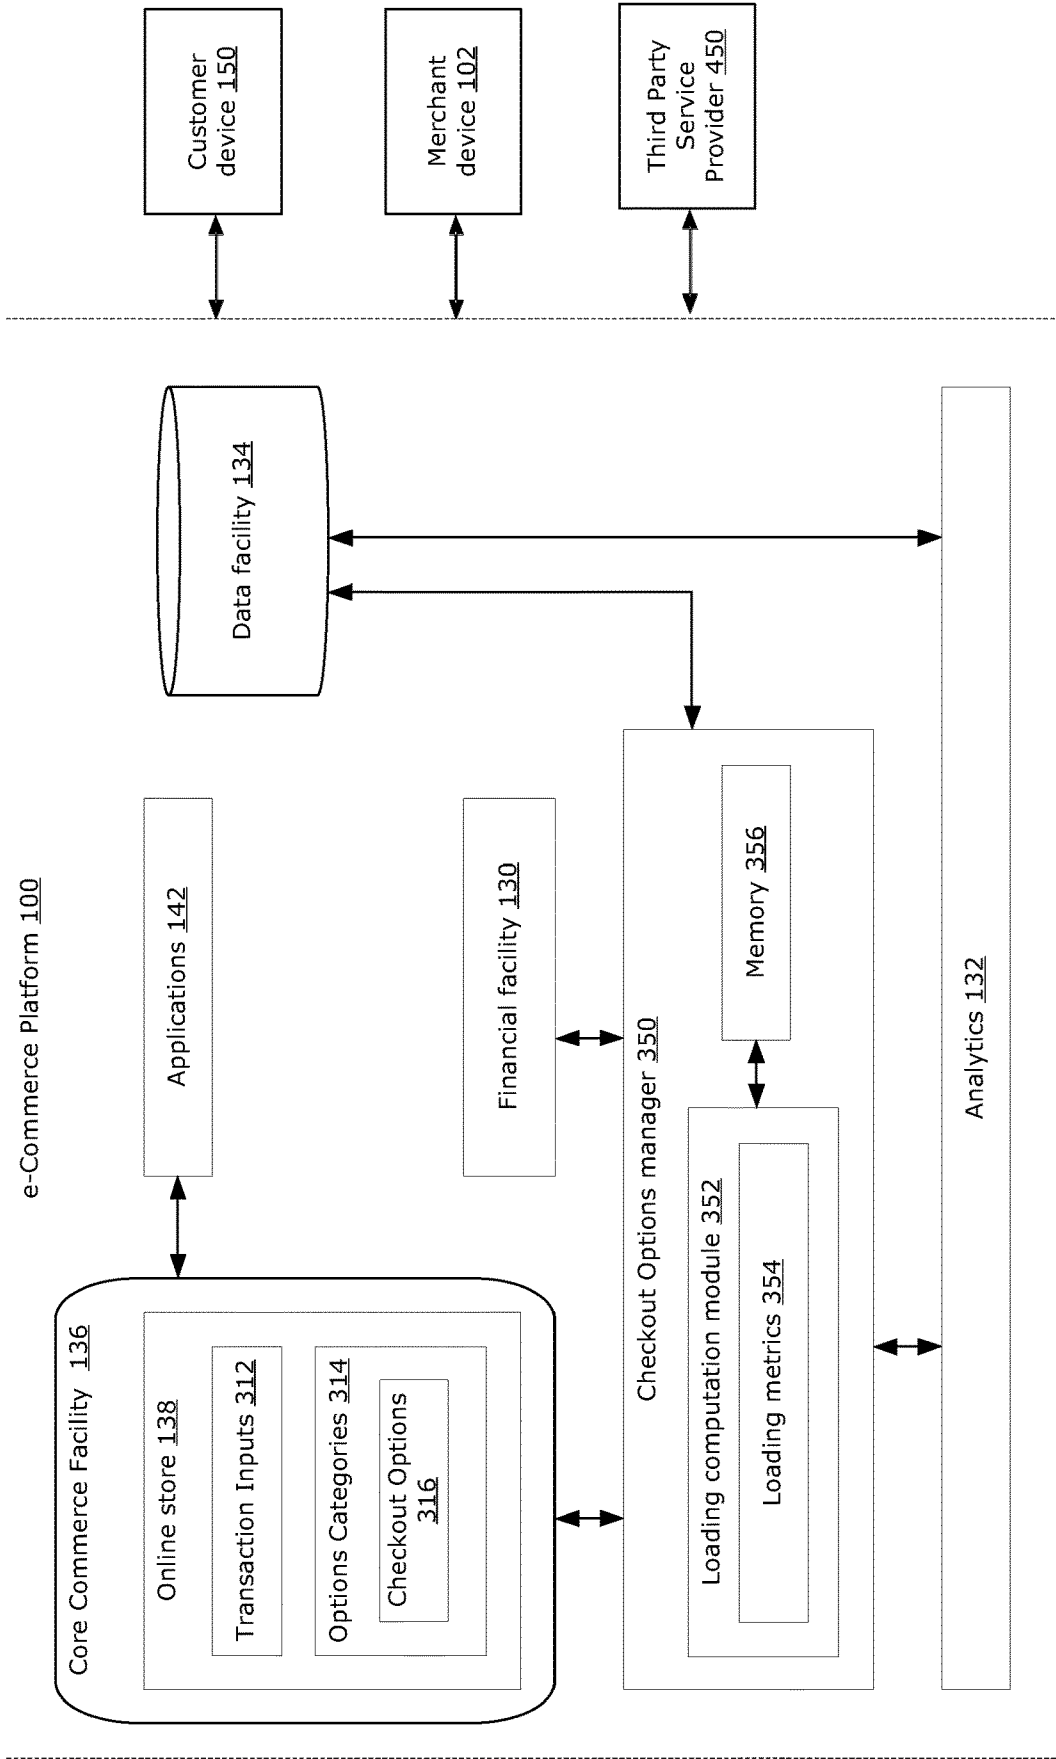 e-Commerce Platform 100
Core Commerce Facility 136
Online store 138
Transaction Inputs 312
Options Categories 314
Checkout Options
316
Applications 142
Financial facility 130
Checkout Options manager 350
Loading computation module 352
Loading metrics 354
Memory 356
Analytics 132
Data facility 134
Customer
device 150
Merchant
device 102
Third Party
Service
Provider 450